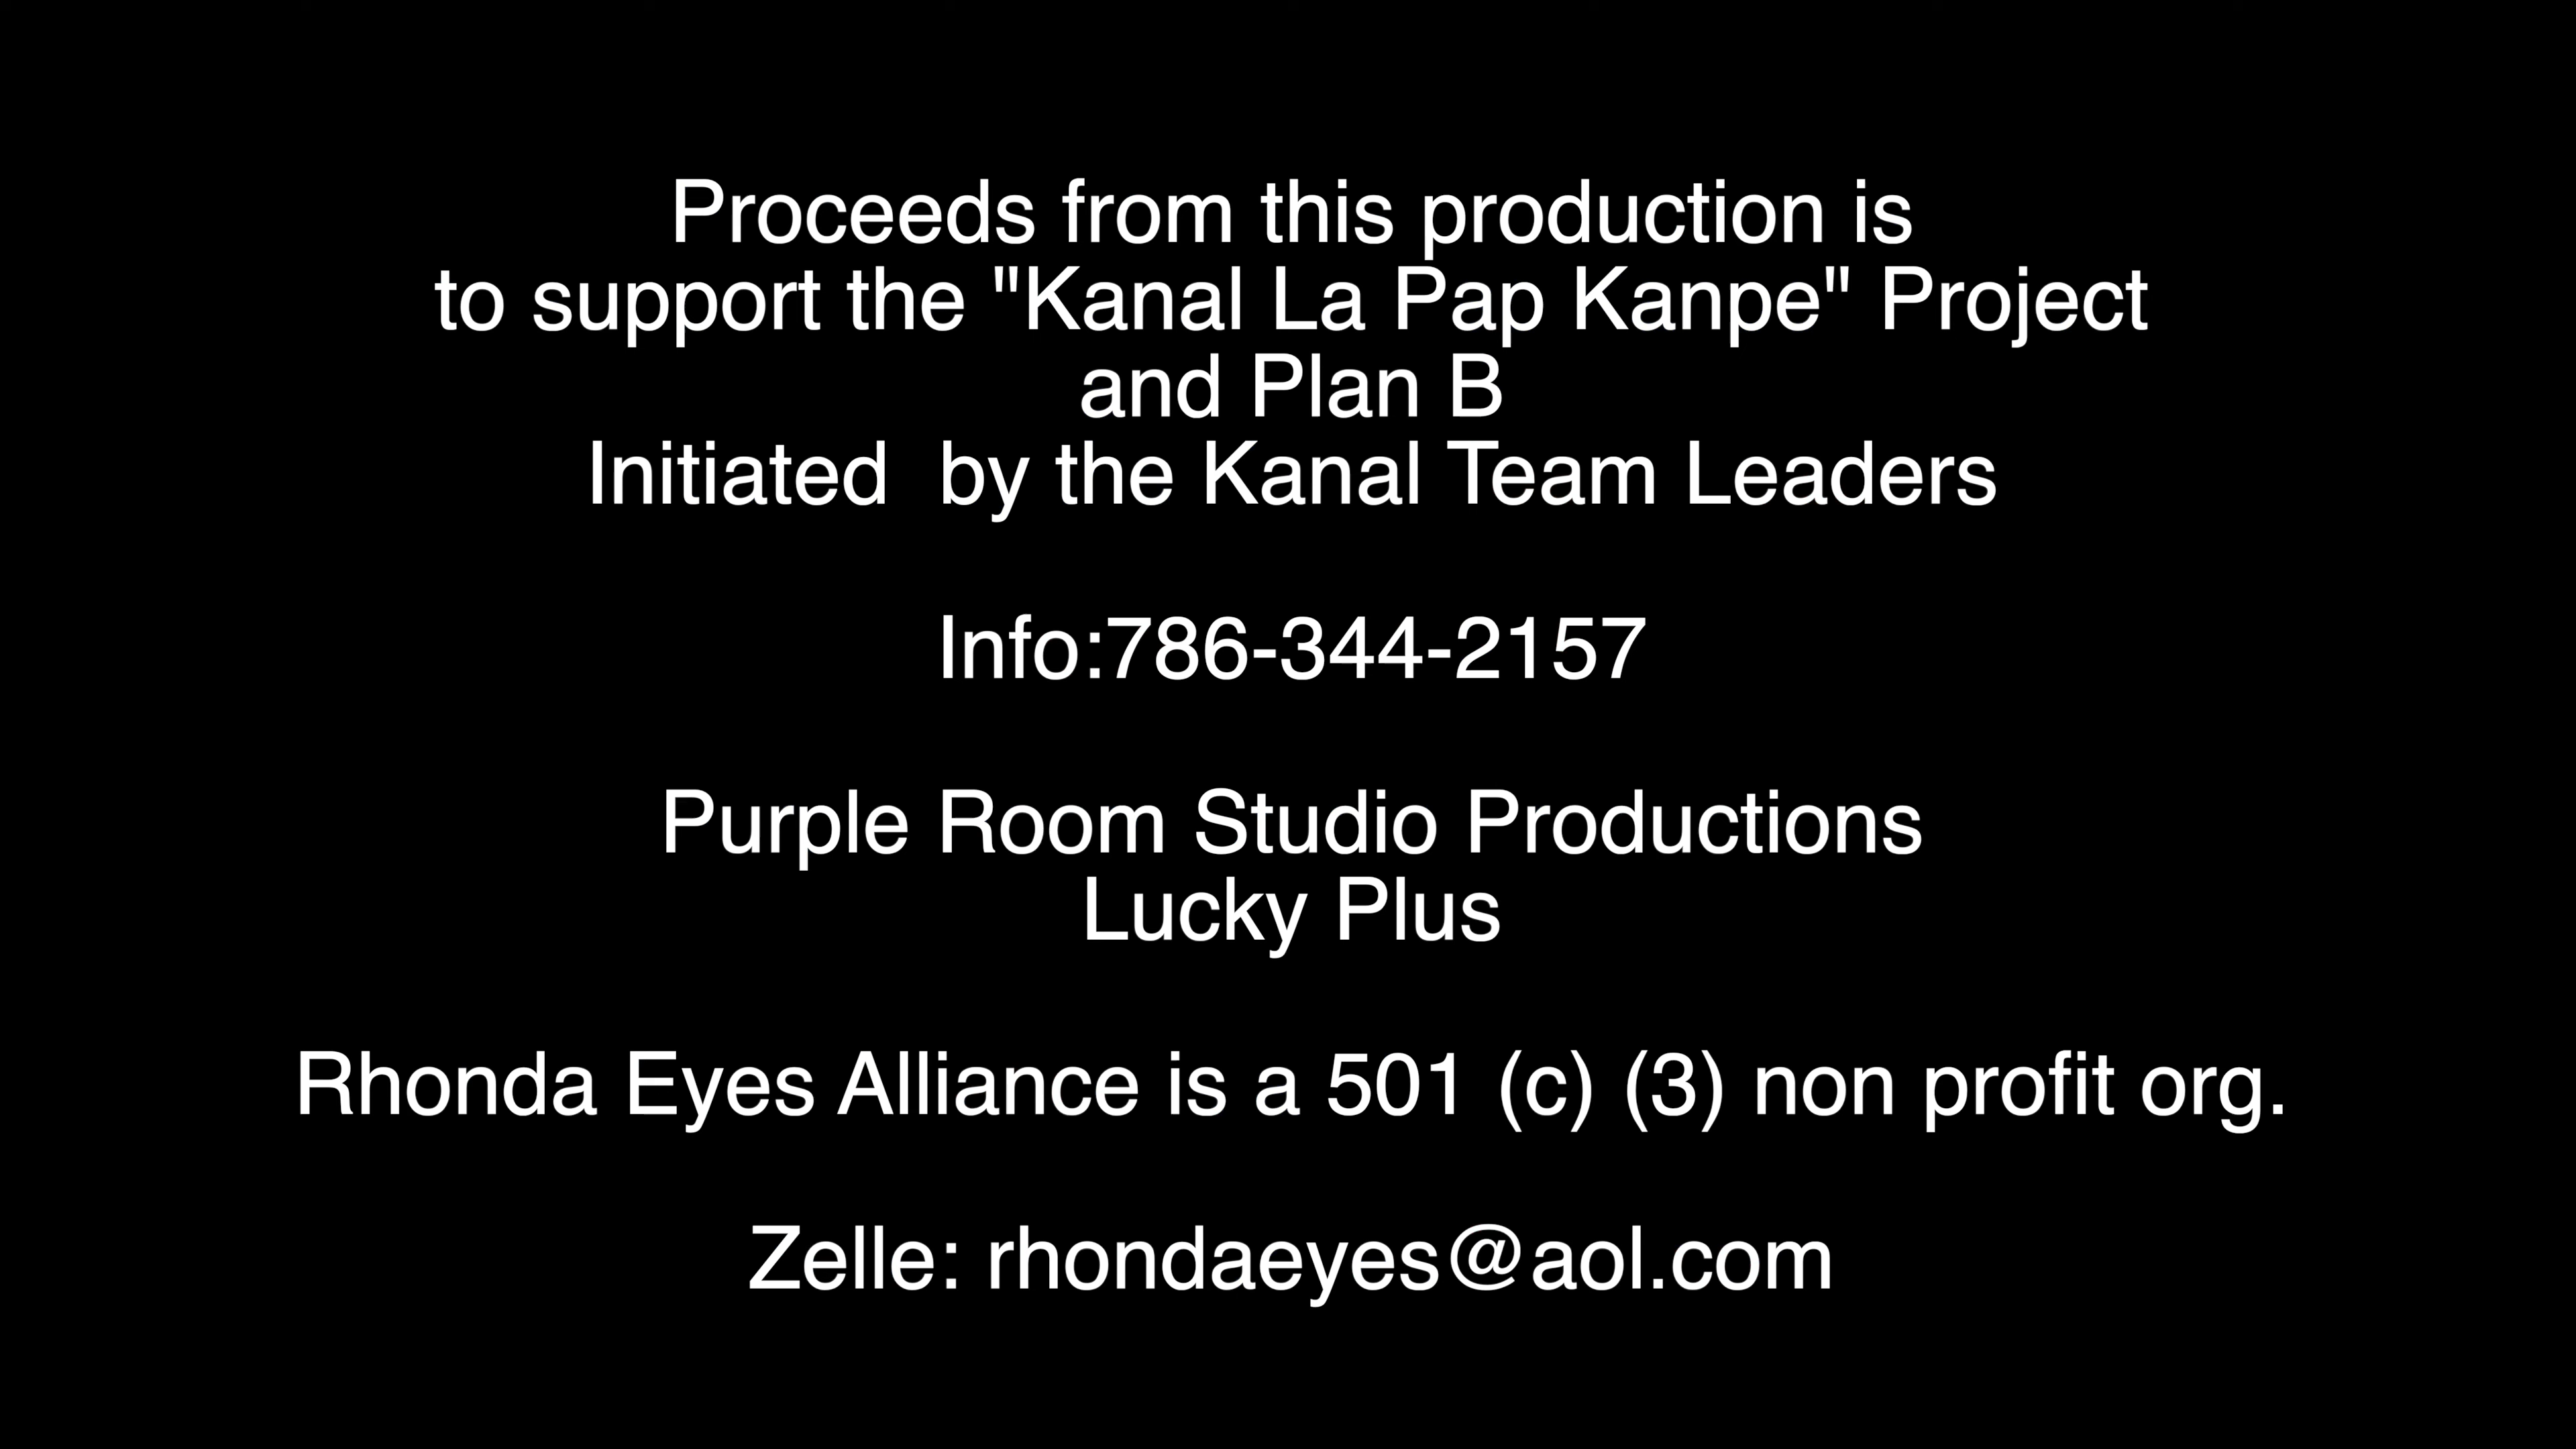 Proceeds from this production is
to support the "Kanal La Pap Kanpe" Project
and Plan B
Initiated  by the Kanal Team Leaders
Info:786-344-2157
Purple Room Studio Productions
Lucky Plus
Rhonda Eyes Alliance is a 501 (c) (3) non profit org.
Zelle: rhondaeyes@aol.com